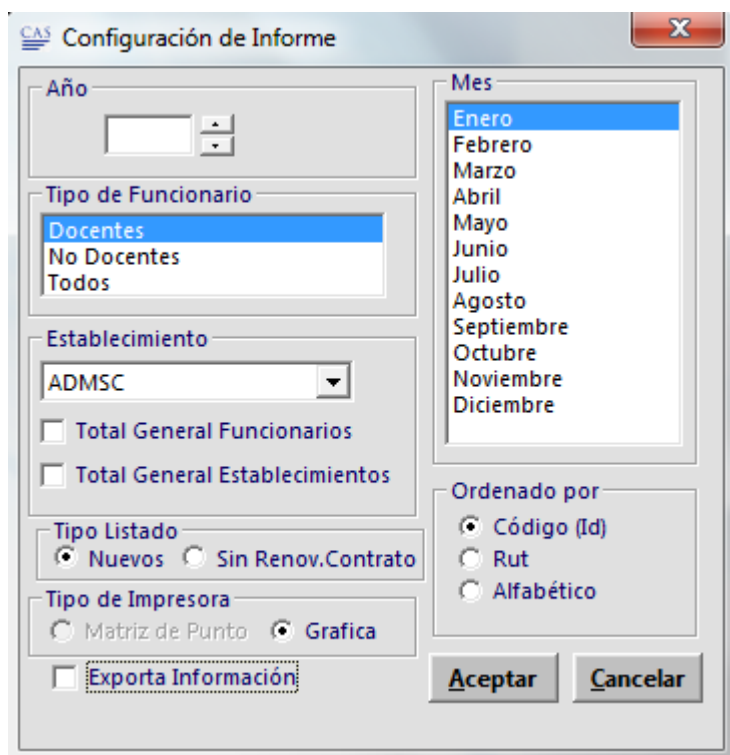 CAS Configuración de Informe
x
Año
Tipo de Funcionario
Docentes
No Docentes
Todos
Establecimiento
ADMSC
Total General Funcionarios
Total General Establecimientos
Tipo Listado
Nuevos Sin Renov.Contrato
Tipo de Impresora
Matriz de Punto Grafica
Exporta Información
Mes
Enero
Febrero
Marzo
Abril
Mayo
Junio
Julio
Agosto
Septiembre
Octubre
Noviembre
Diciembre
Ordenado por
Código (Id)
Rut
Alfabético
Aceptar Cancelar